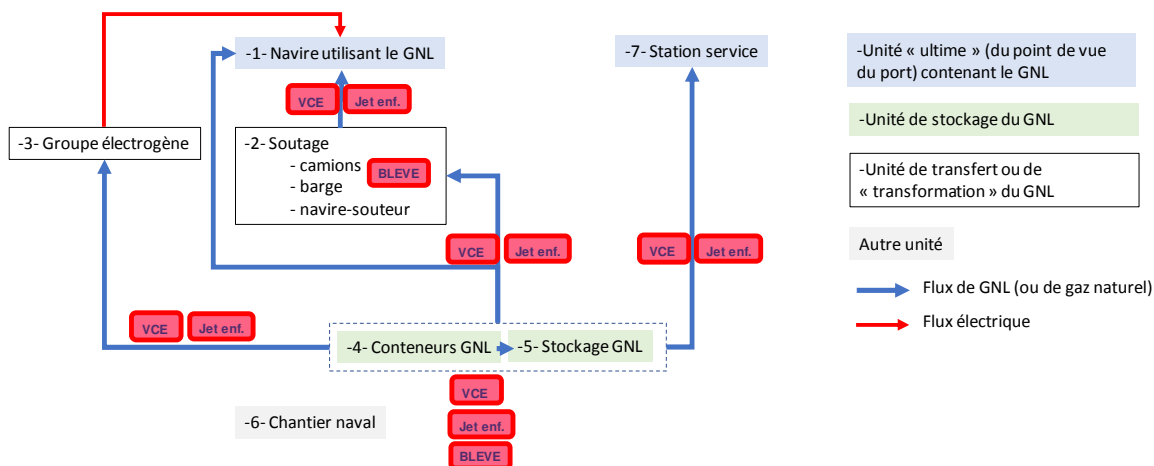 -1- Navire utilisant le GNL
-7- Station service
VCE
Jet enf.
-3- Groupe électrogène
-2- Soutage
- camions
- barge
- navire-souteur
BLEVE
VCE
Jet enf.
VCE
Jet enf.
VCE
Jet enf.
-4- Conteneurs GNL
-5- Stockage GNL
VCE
Jet enf.
BLEVE
-6- Chantier naval
-Unité « ultime » (du point de vue
du port) contenant le GNL
-Unité de stockage du GNL
-Unité de transfert ou de
« transformation » du GNL
Autre unité
Flux de GNL (ou de gaz naturel)
Flux électrique